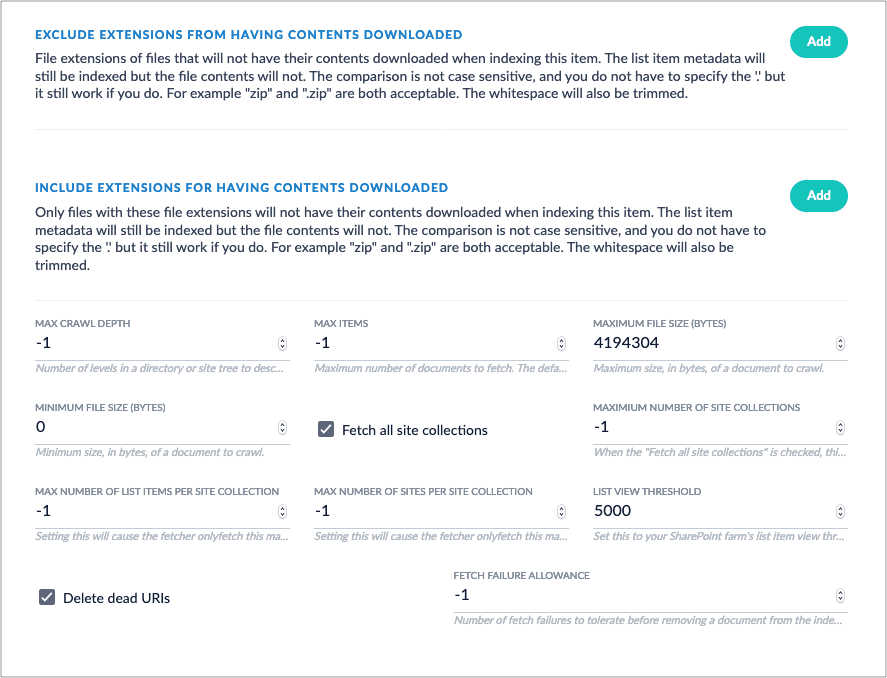 EXCLUDE EXTENSIONS FROM HAVING CONTENTS DOWNLOADED
Add
File extensions of files that will not have their contents downloaded when indexing this item. The list item metadata will
still be indexed but the file contents will not. The comparison is not case sensitive, and you do not have to specify the '.' but
it still work if you do. For example "zip" and ".zip" are both acceptable. The whitespace will also be trimmed.
INCLUDE EXTENSIONS FOR HAVING CONTENTS DOWNLOADED
Add
Only files with these file extensions will not have their contents downloaded when indexing this item. The list item
metadata will still be indexed but the file contents will not. The comparison is not case sensitive, and you do not have to
specify the '.' but it still work if you do. For example "zip" and ".zip" are both acceptable. The whitespace will also be
trimmed.
MAX CRAWL DEPTH
-1
Number of levels in a directory or site tree to desc...
MAX ITEMS
-1
Maximum number of documents to fetch. The defa...
MAXIMUM FILE SIZE (BYTES)
4194304
Maximum size, in bytes, of a document to crawl.
MINIMUM FILE SIZE (BYTES)
0
Minimum size, in bytes, of a document to crawl.
Fetch all site collections
MAXIMIUM NUMBER OF SITE COLLECTIONS
-1
When the "Fetch all site collections" is checked, thi...
MAX NUMBER OF LIST ITEMS PER SITE COLLECTION
-1
Setting this will cause the fetcher onlyfetch this ma...
MAX NUMBER OF SITES PER SITE COLLECTION
-1
Setting this will cause the fetcher onlyfetch this ma...
LIST VIEW THRESHOLD
5000
Set this to your SharePoint farm's list item view thr...
Delete dead URIs
FETCH FAILURE ALLOWANCE
-1
Number of fetch failures to tolerate before removing a document from the inde...